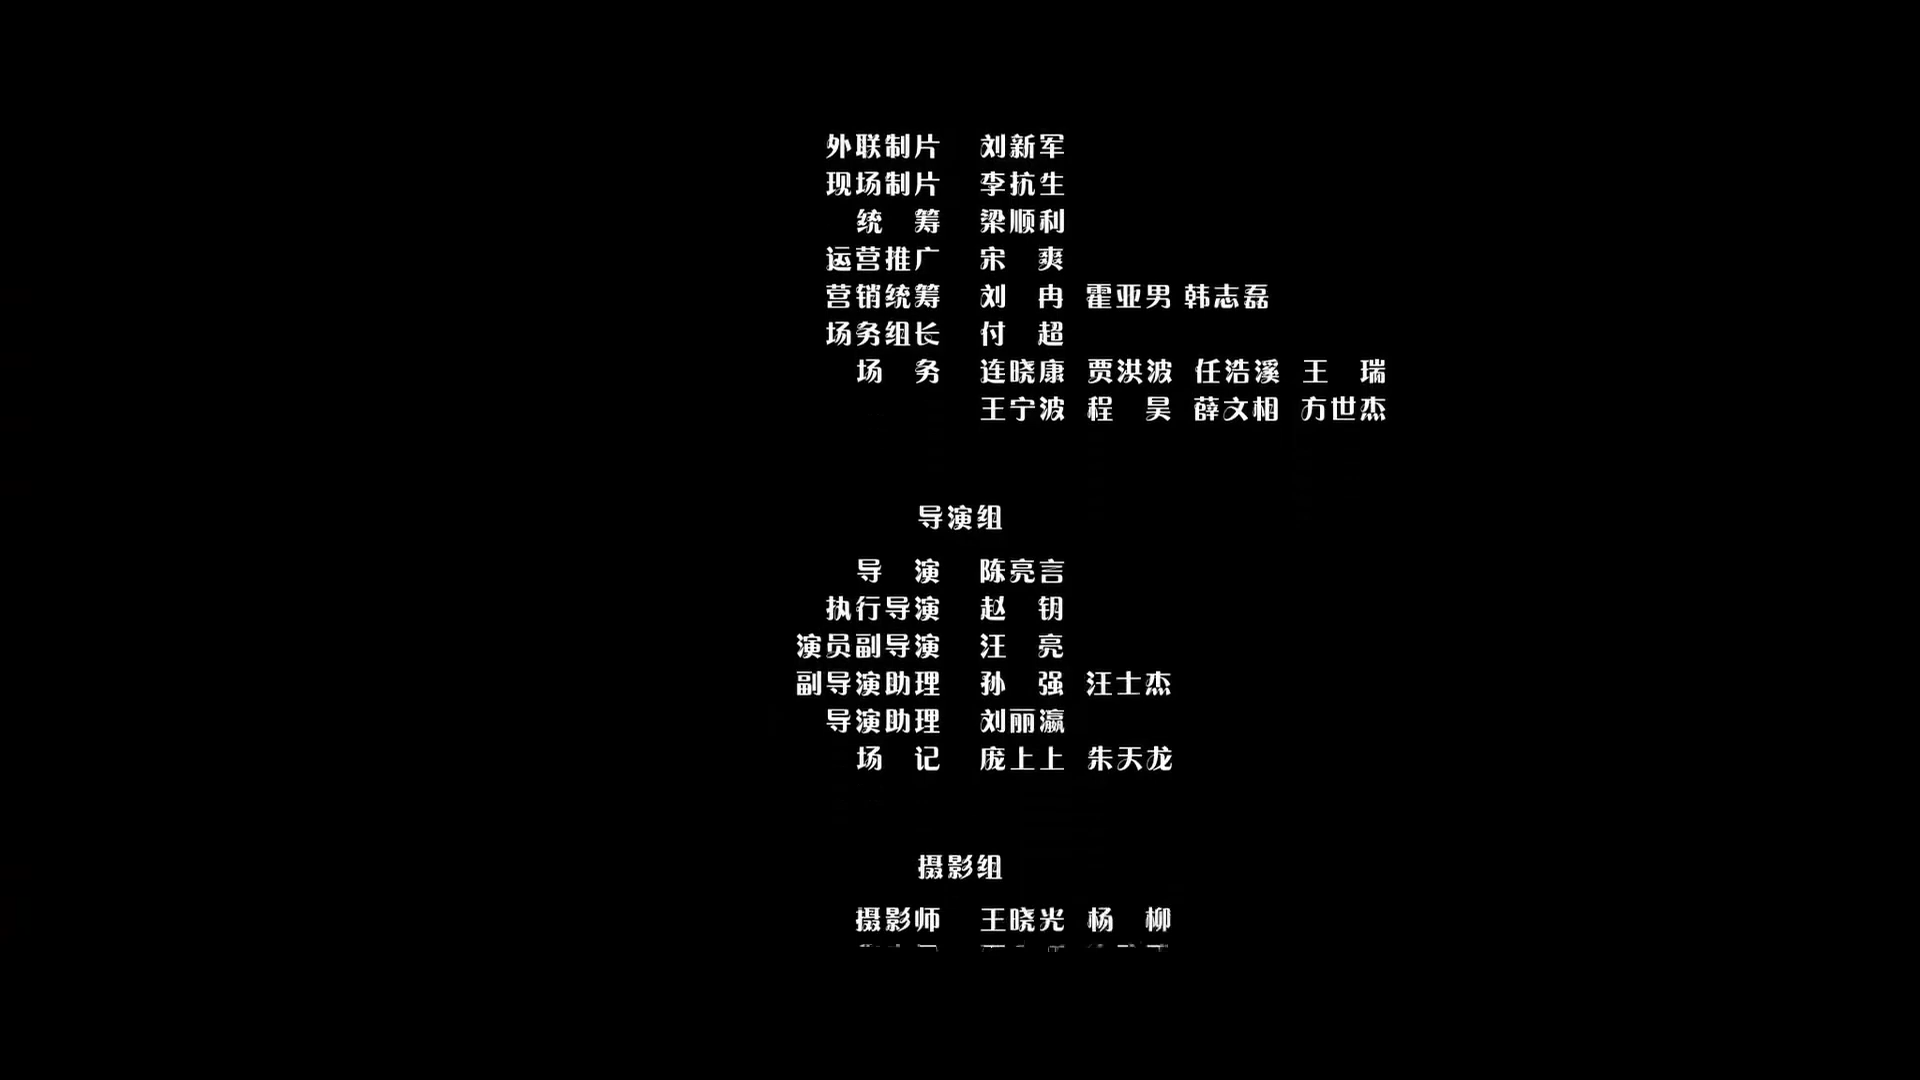 外联制片 刘新军
现场制片 李抗生
统 筹 梁顺利
运营推广 宋 爽
营销统筹 刘 冉 霍亚男 韩志磊
场务组长 付 超
场 务 连晓康 贾洪波 任浩溪 王 瑞
王宁波 程 昊 薛文相 方世杰
导演组
导 演 陈亮言
执行导演 赵 钥
演员副导演 汪 亮
副导演助理 孙 强 汪士杰
导演助理 刘丽瀛
场 记 庞上上 朱天龙
摄影组
摄影师 王晓光 杨 柳